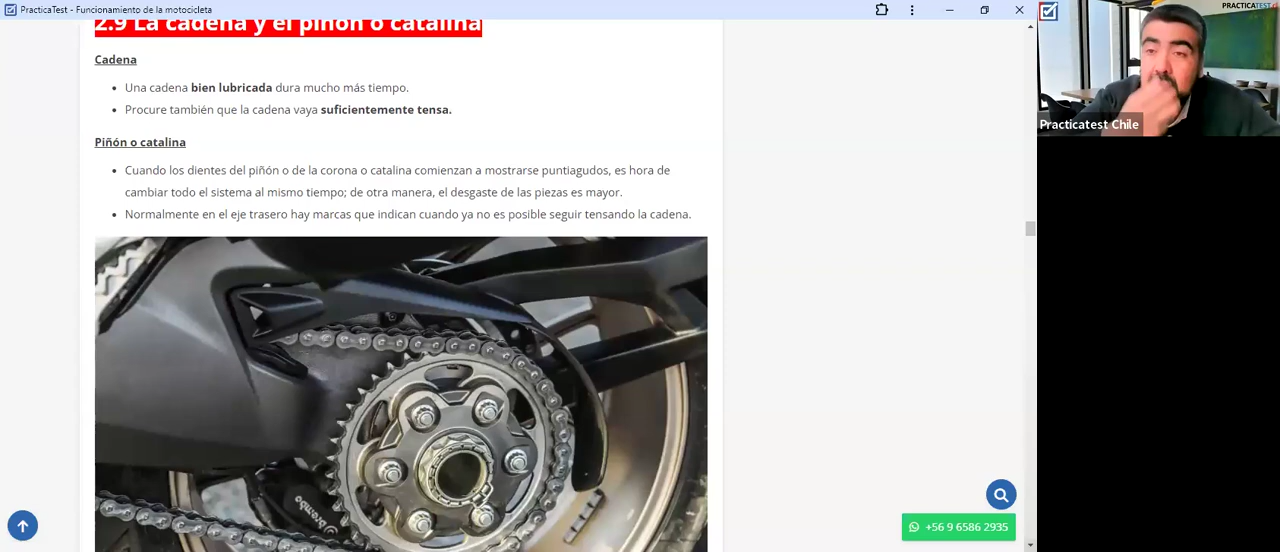 PracticaTest - Funcionamiento de la motocicleta
PRACTICATEST.cl
2.9 La cadena y el piñón o catalina
Cadena
Una cadena bien lubricada dura mucho más tiempo.
Procure también que la cadena vaya suficientemente tensa.
Practicatest Chile
Piñón o catalina
Cuando los dientes del piñón o de la corona o catalina comienzan a mostrarse puntiagudos, es hora de
cambiar todo el sistema al mismo tiempo; de otra manera, el desgaste de las piezas es mayor.
Normalmente en el eje trasero hay marcas que indican cuando ya no es posible seguir tensando la cadena.
brembo
+56 9 6586 2935